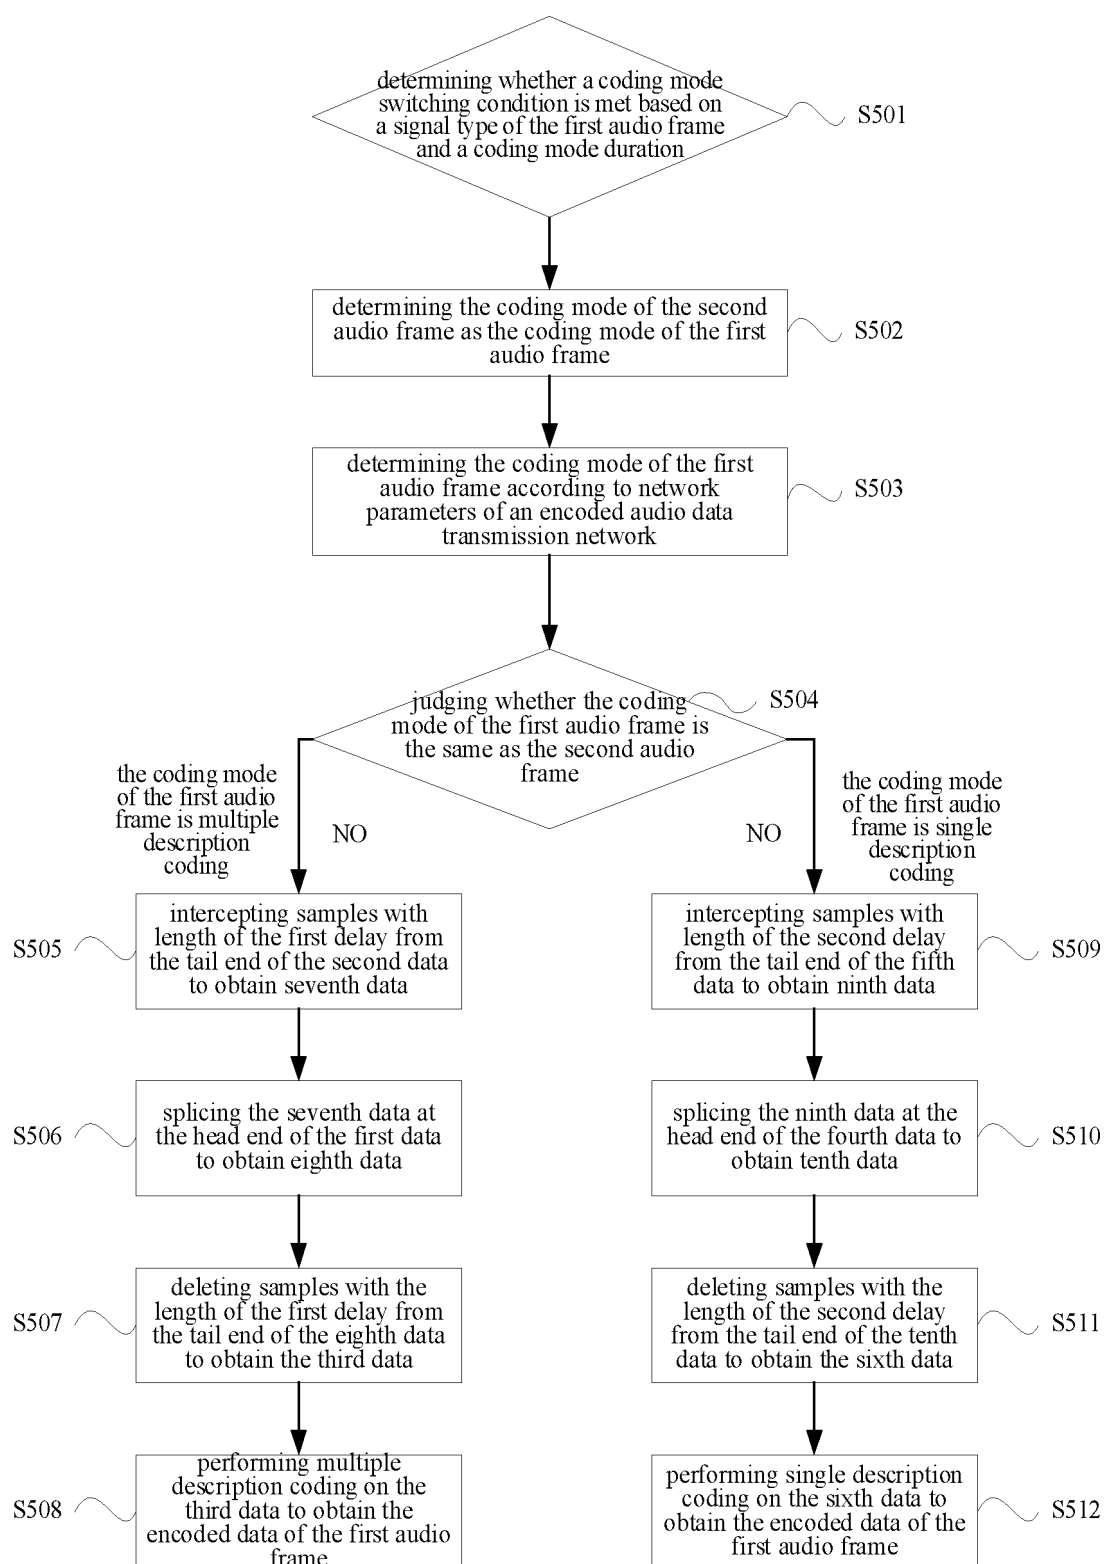 determining whether a coding mode
switching condition is met based on
a signal type of the first audio frame
and a coding mode duration
S501
determining the coding mode of the second
audio frame as the coding mode of the first
audio frame
S502
determining the coding mode of the first
audio frame according to network
parameters of an encoded audio data
transmission network
S503
judging whether the coding
mode of the first audio frame is
the same as the second audio
frame
S504
the coding mode
of the first audio
frame is multiple
description
coding
NO
NO
the coding mode
of the first audio
frame is single
description
coding
intercepting samples with
length of the first delay from
the tail end of the second data
to obtain seventh data
S505
intercepting samples with
length of the second delay
from the tail end of the fifth
data to obtain ninth data
S509
splicing the seventh data at
the head end of the first data
to obtain eighth data
S506
splicing the ninth data at the
head end of the fourth data to
obtain tenth data
S510
deleting samples with the
length of the first delay from
the tail end of the eighth data
to obtain the third data
S507
deleting samples with the
length of the second delay
from the tail end of the tenth
data to obtain the sixth data
S511
performing multiple
description coding on the
third data to obtain the
encoded data of the first audio
frame
S508
performing single description
coding on the sixth data to
obtain the encoded data of the
first audio frame
S512